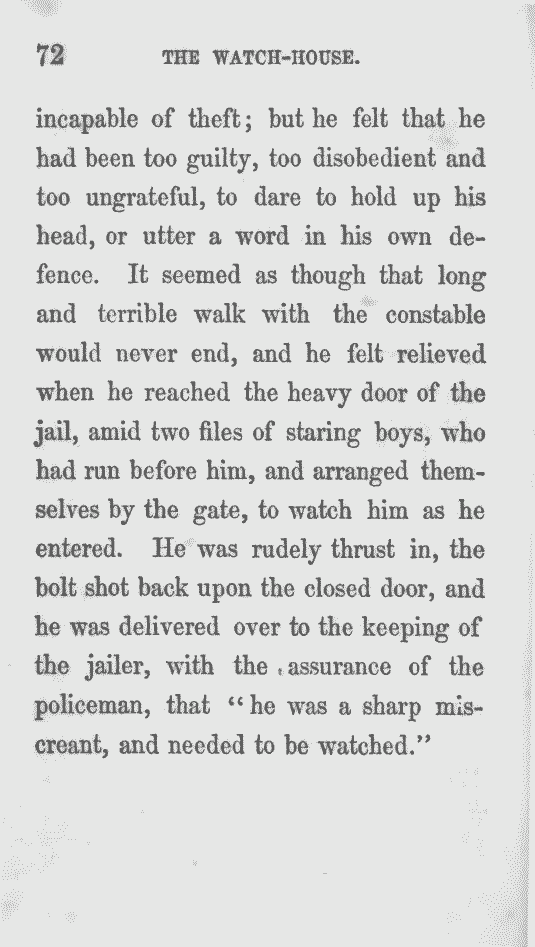 72 THE WATCH-HOUSE.
incapable of theft; but he felt that he
had been too guilty, too disobedient and
too ungrateful, to dare to hold up his
head, or utter a word in his own de-
fence. It seemed as though that long
and terrible walk with the constable
would never end, and he felt relieved
when he reached the heavy door of the
jail, amid two files of staring boys, who
had run before him, and arranged them-
selves by the gate, to watch him as he
entered. He was rudely thrust in, the
bolt shot back upon the closed door, and
he was delivered over to the keeping of
the jailer, with the assurance of the
policeman, that “he was a sharp mis-
creant, and needed to be watched.”